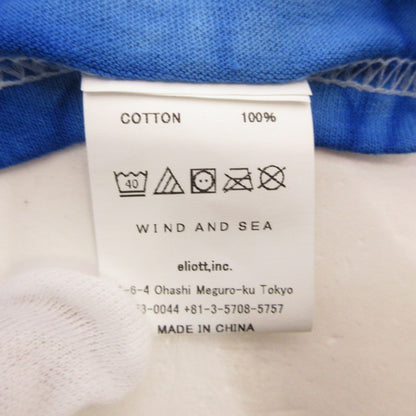 COTTON 100%
40
WIND AND SEA
eliott,inc.
-6-4 Ohashi Meguro-ku Tokyo
3-0044 +81-3-5708-5757
MADE IN CHINA